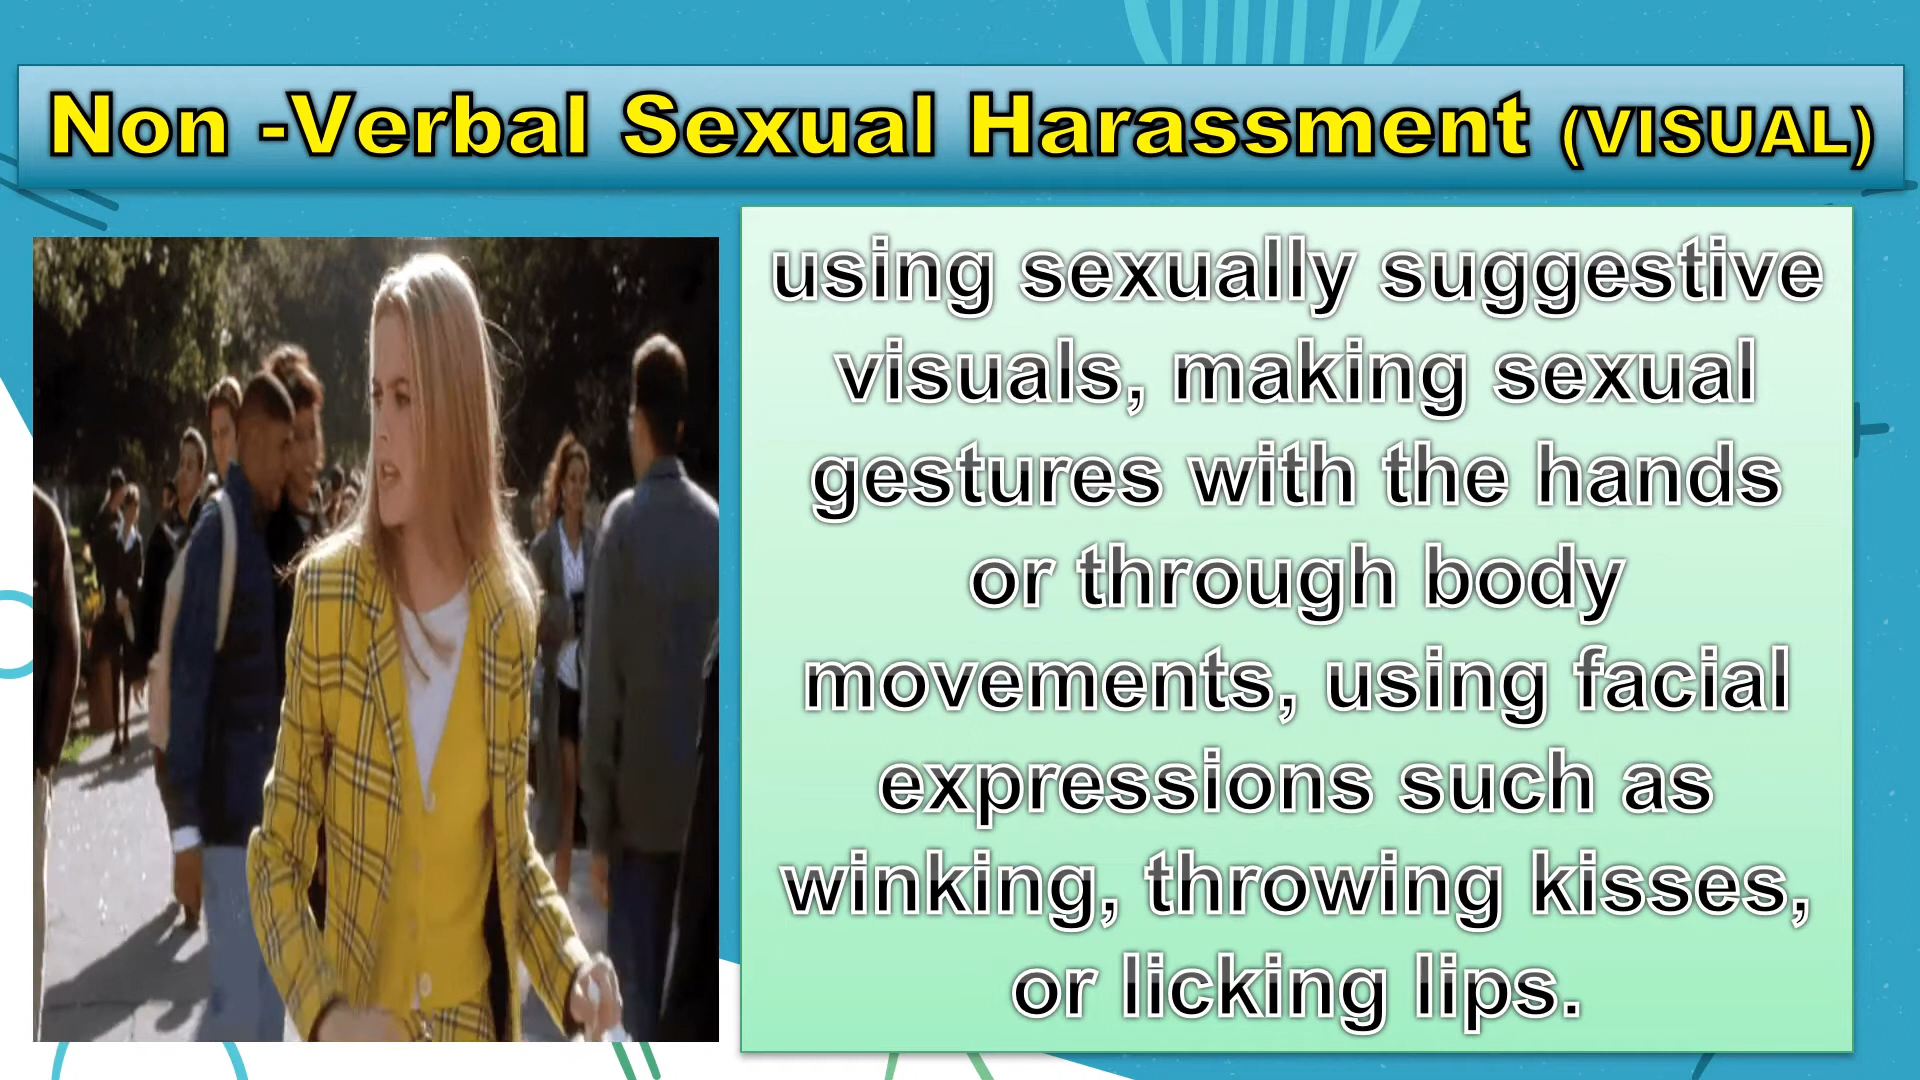 Non -Verbal Sexual Harassment (VISUAL)
using sexually suggestive
visuals, making sexual
gestures with the hands
or through body
movements, using facial
expressions such as
winking, throwing kisses,
or licking lips.